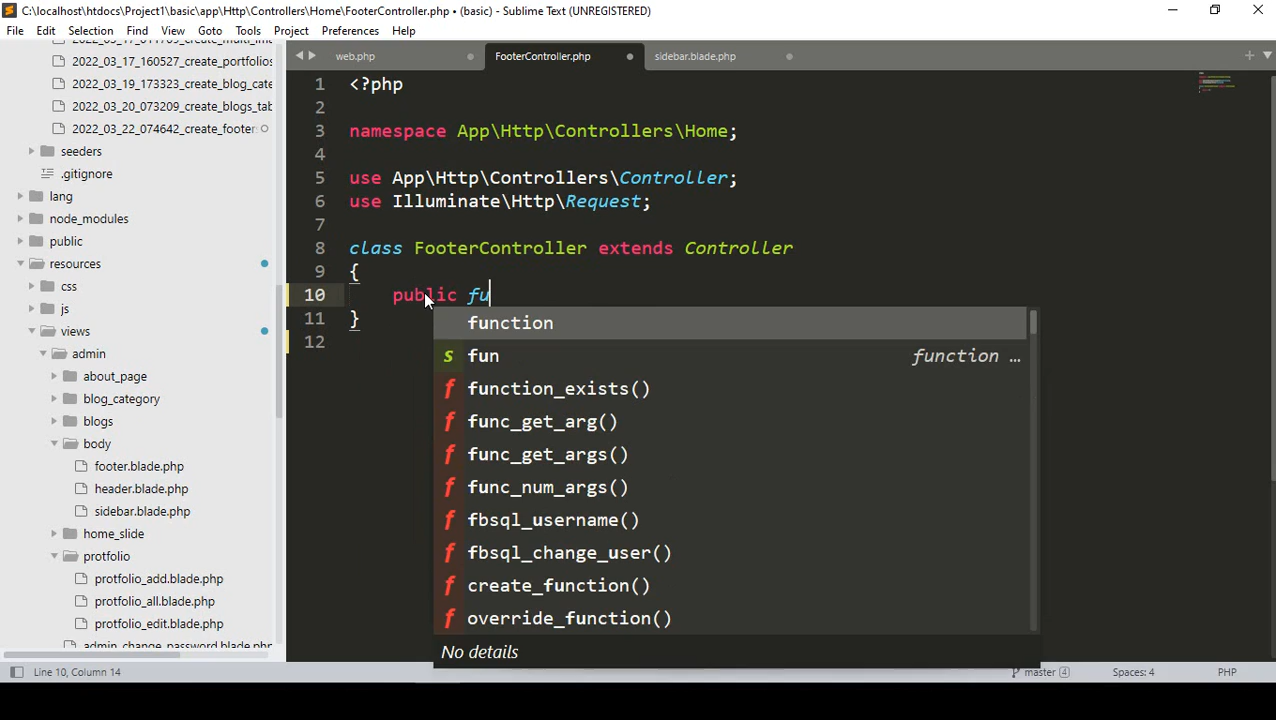 C:\localhost\htdocs\Project1\basic\app\Http\Controllers\Home\FooterController.php • (basic) - Sublime Text (UNREGISTERED)
File Edit Selection Find View Goto Tools Project Preferences Help
web.php FooterController.php sidebar.blade.php
2022_03_17_160527_create_portfolios
2022_03_19_173323_create_blog_cate
2022_03_20_073209_create_blogs_tab
2022_03_22_074642_create_footer
seeders
.gitignore
lang
node_modules
public
resources
css
js
views
admin
about_page
blog_category
blogs
body
footer.blade.php
header.blade.php
sidebar.blade.php
home_slide
protfolio
protfolio_add.blade.php
protfolio_all.blade.php
protfolio_edit.blade.php
admin_change_password.blade.php
1 <?php
2
3 namespace App\Http\Controllers\Home;
4
5 use App\Http\Controllers\Controller;
6 use Illuminate\Http\Request;
7
8 class FooterController extends Controller
9 {
10 public fu
11 }
12
function
s fun function ...
f function_exists()
f func_get_arg()
f func_get_args()
f func_num_args()
f fbsql_username()
f fbsql_change_user()
f create_function()
f override_function()
No details
Line 10, Column 14 master 4 Spaces: 4 PHP